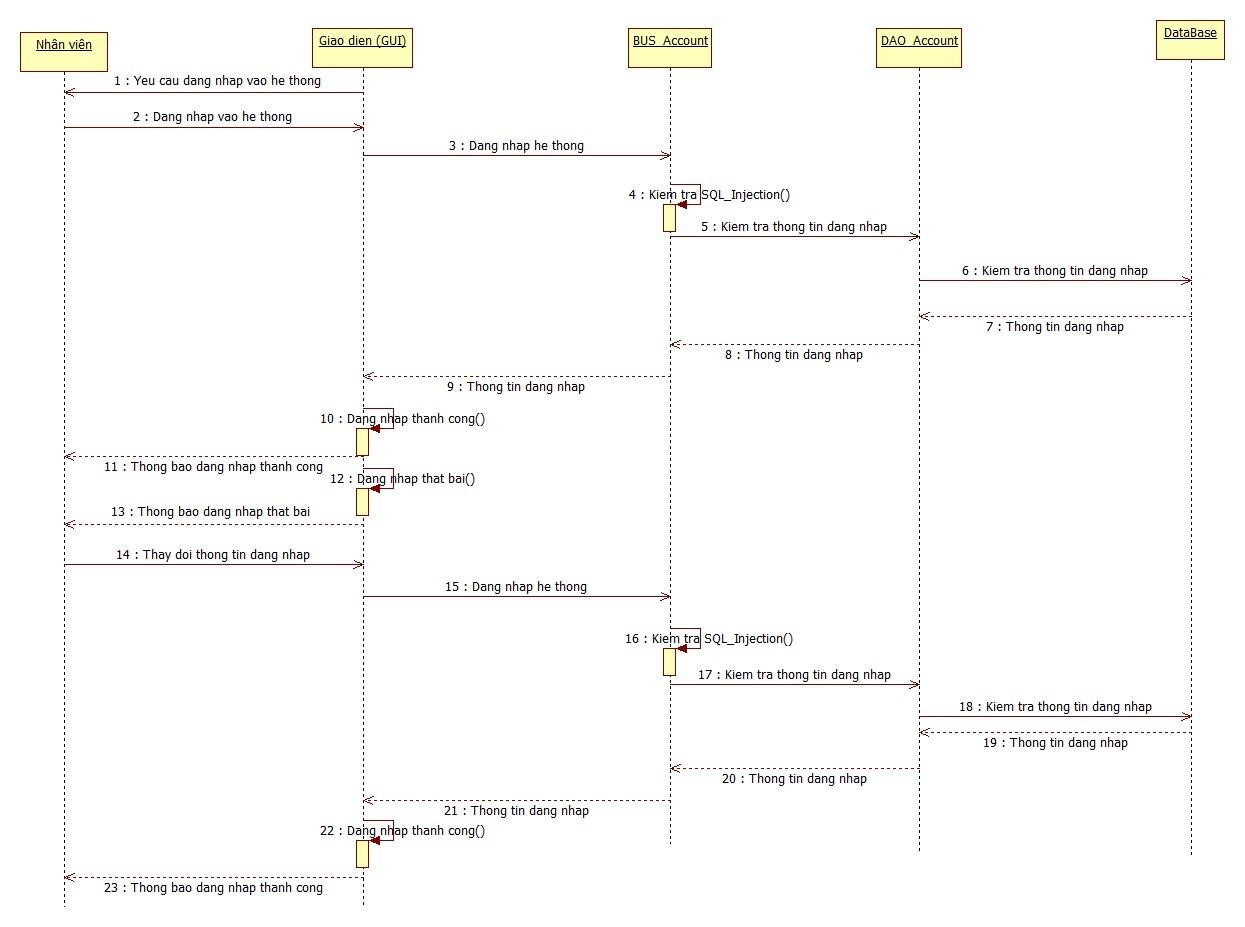 Nhân viên
Giao dien (GUI)
BUS_Account
DAO_Account
DataBase
1 : Yeu cau dang nhap vao he thong
2 : Dang nhap vao he thong
3 : Dang nhap he thong
4 : Kiem tra SQL_Injection()
5 : Kiem tra thong tin dang nhap
6 : Kiem tra thong tin dang nhap
7 : Thong tin dang nhap
8 : Thong tin dang nhap
9 : Thong tin dang nhap
10 : Dang nhap thanh cong()
11 : Thong bao dang nhap thanh cong
12 : Dang nhap that bai()
13 : Thong bao dang nhap that bai
14 : Thay doi thong tin dang nhap
15 : Dang nhap he thong
16 : Kiem tra SQL_Injection()
17 : Kiem tra thong tin dang nhap
18 : Kiem tra thong tin dang nhap
19 : Thong tin dang nhap
20 : Thong tin dang nhap
21 : Thong tin dang nhap
22 : Dang nhap thanh cong()
23 : Thong bao dang nhap thanh cong